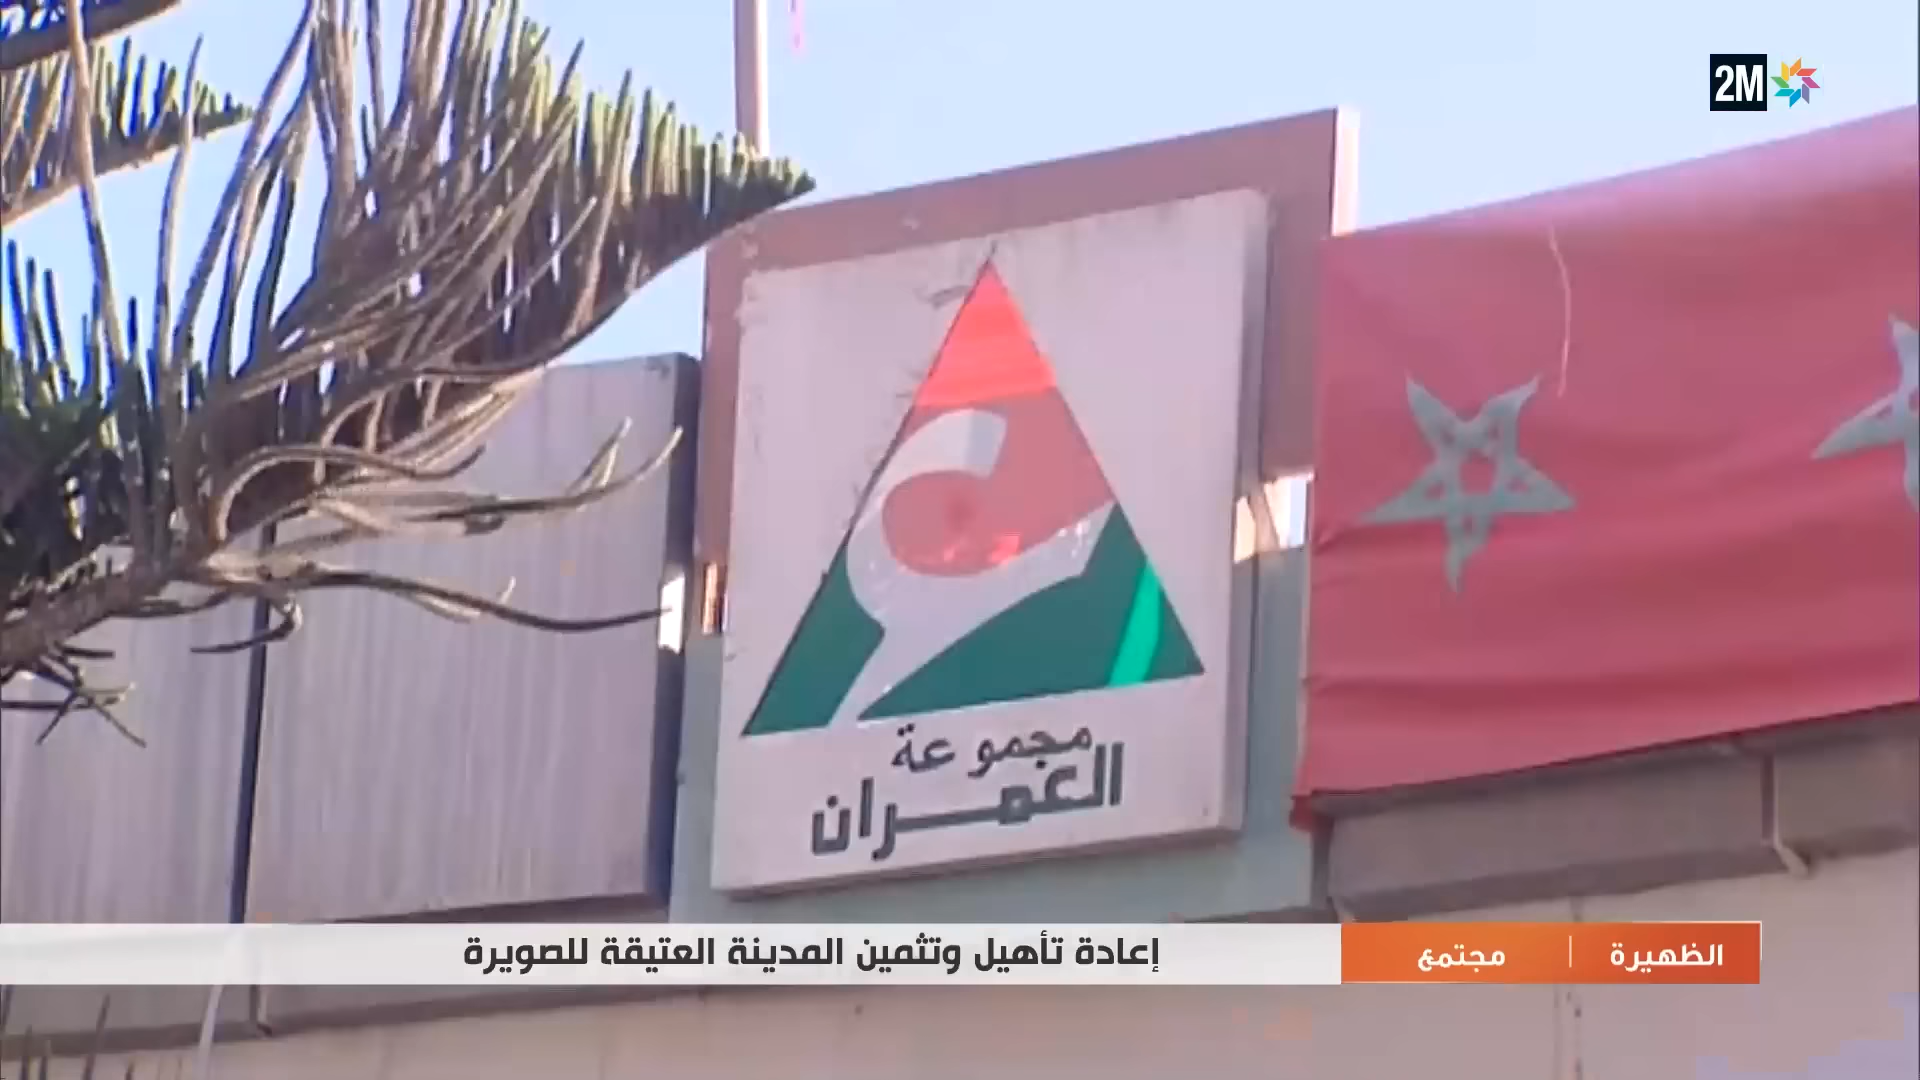 2M
مجموعة
العمران
الظهيرة | مجتمع
إعادة تأهيل وتثمين المدينة العتيقة للصويرة